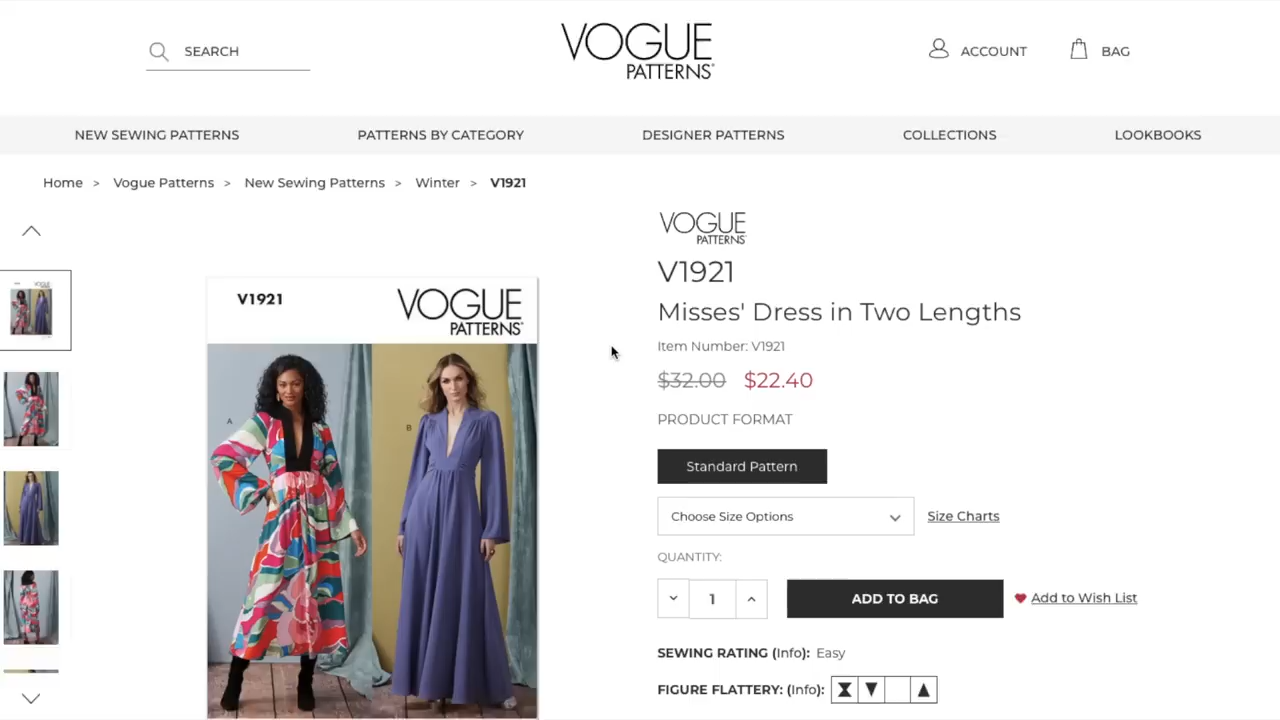 SEARCH
VOGUE
PATTERNS
ACCOUNT
BAG
NEW SEWING PATTERNS
PATTERNS BY CATEGORY
DESIGNER PATTERNS
COLLECTIONS
LOOKBOOKS
Home > Vogue Patterns > New Sewing Patterns > Winter > V1921
V1921
VOGUE
PATTERNS
A
B
VOGUE
PATTERNS
V1921
Misses' Dress in Two Lengths
Item Number: V1921
$32.00 $22.40
PRODUCT FORMAT
Standard Pattern
Choose Size Options
Size Charts
QUANTITY:
1
ADD TO BAG
Add to Wish List
SEWING RATING (Info): Easy
FIGURE FLATTERY: (Info):